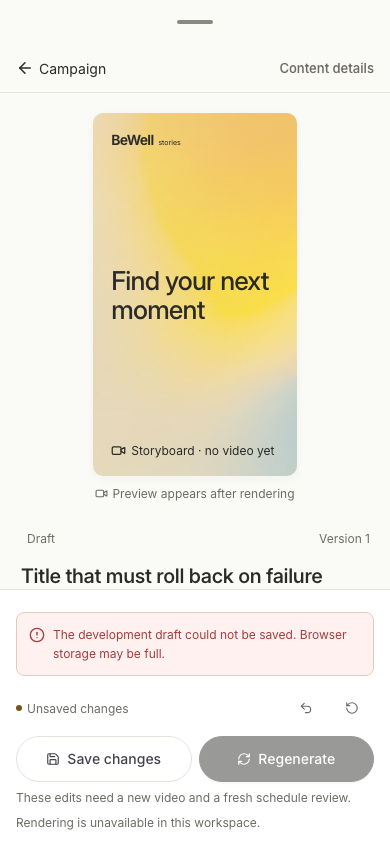 Campaign
Content details
BeWell stories
Find your next
moment
Storyboard · no video yet
Preview appears after rendering
Draft
Version 1
Title that must roll back on failure
The development draft could not be saved. Browser
storage may be full.
Unsaved changes
Save changes
Regenerate
These edits need a new video and a fresh schedule review.
Rendering is unavailable in this workspace.